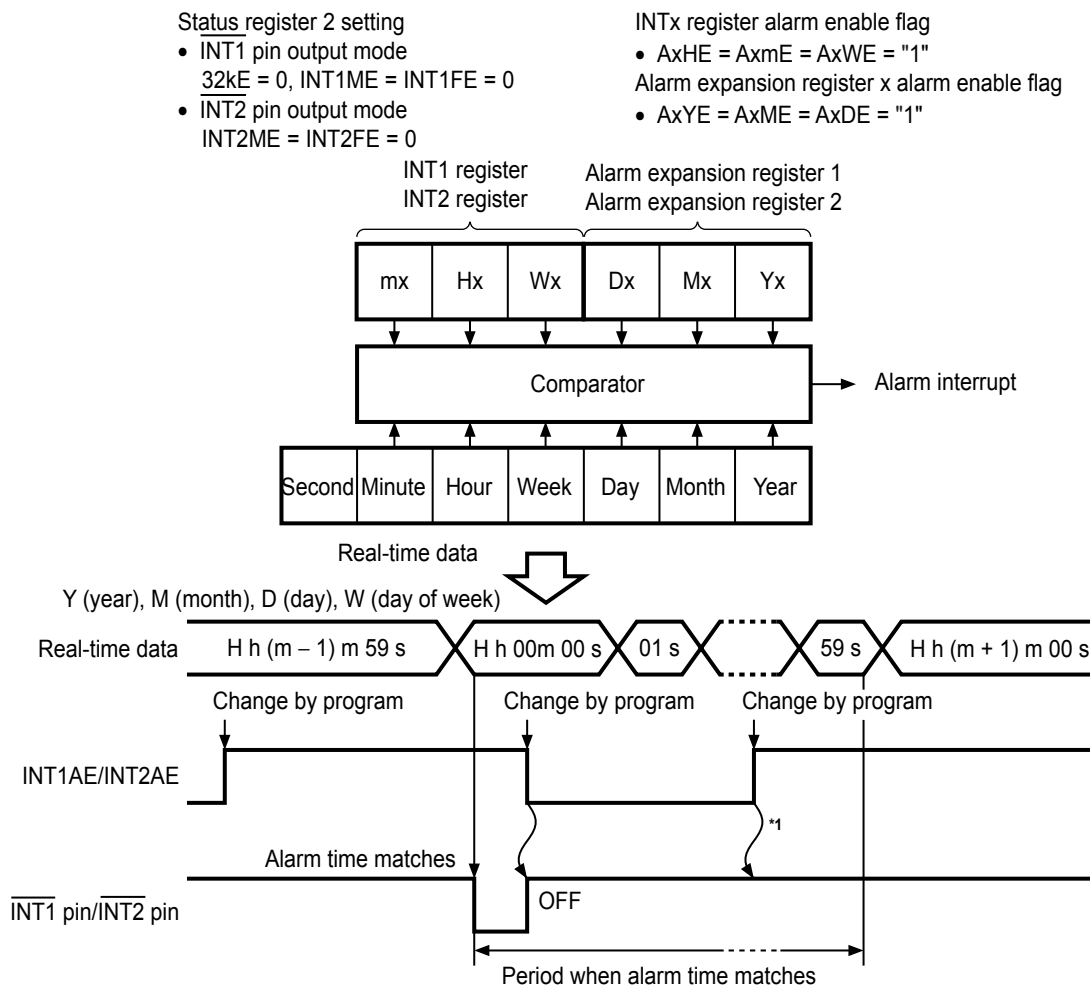 Status register 2 setting
• INT1 pin output mode
32kE = 0, INT1ME = INT1FE = 0
• INT2 pin output mode
INT2ME = INT2FE = 0
INTx register alarm enable flag
• AxHE = AxmE = AxWE = "1"
Alarm expansion register x alarm enable flag
• AxYE = AxME = AxDE = "1"
INT1 register
INT2 register
Alarm expansion register 1
Alarm expansion register 2
mx Hx Wx Dx Mx Yx
Comparator
Alarm interrupt
Second Minute Hour Week Day Month Year
Real-time data
Y (year), M (month), D (day), W (day of week)
Real-time data
H h (m − 1) m 59 s
H h 00m 00 s
01 s
59 s
H h (m + 1) m 00 s
Change by program
Change by program
Change by program
INT1AE/INT2AE
*1
Alarm time matches
INT1 pin/INT2 pin
OFF
Period when alarm time matches